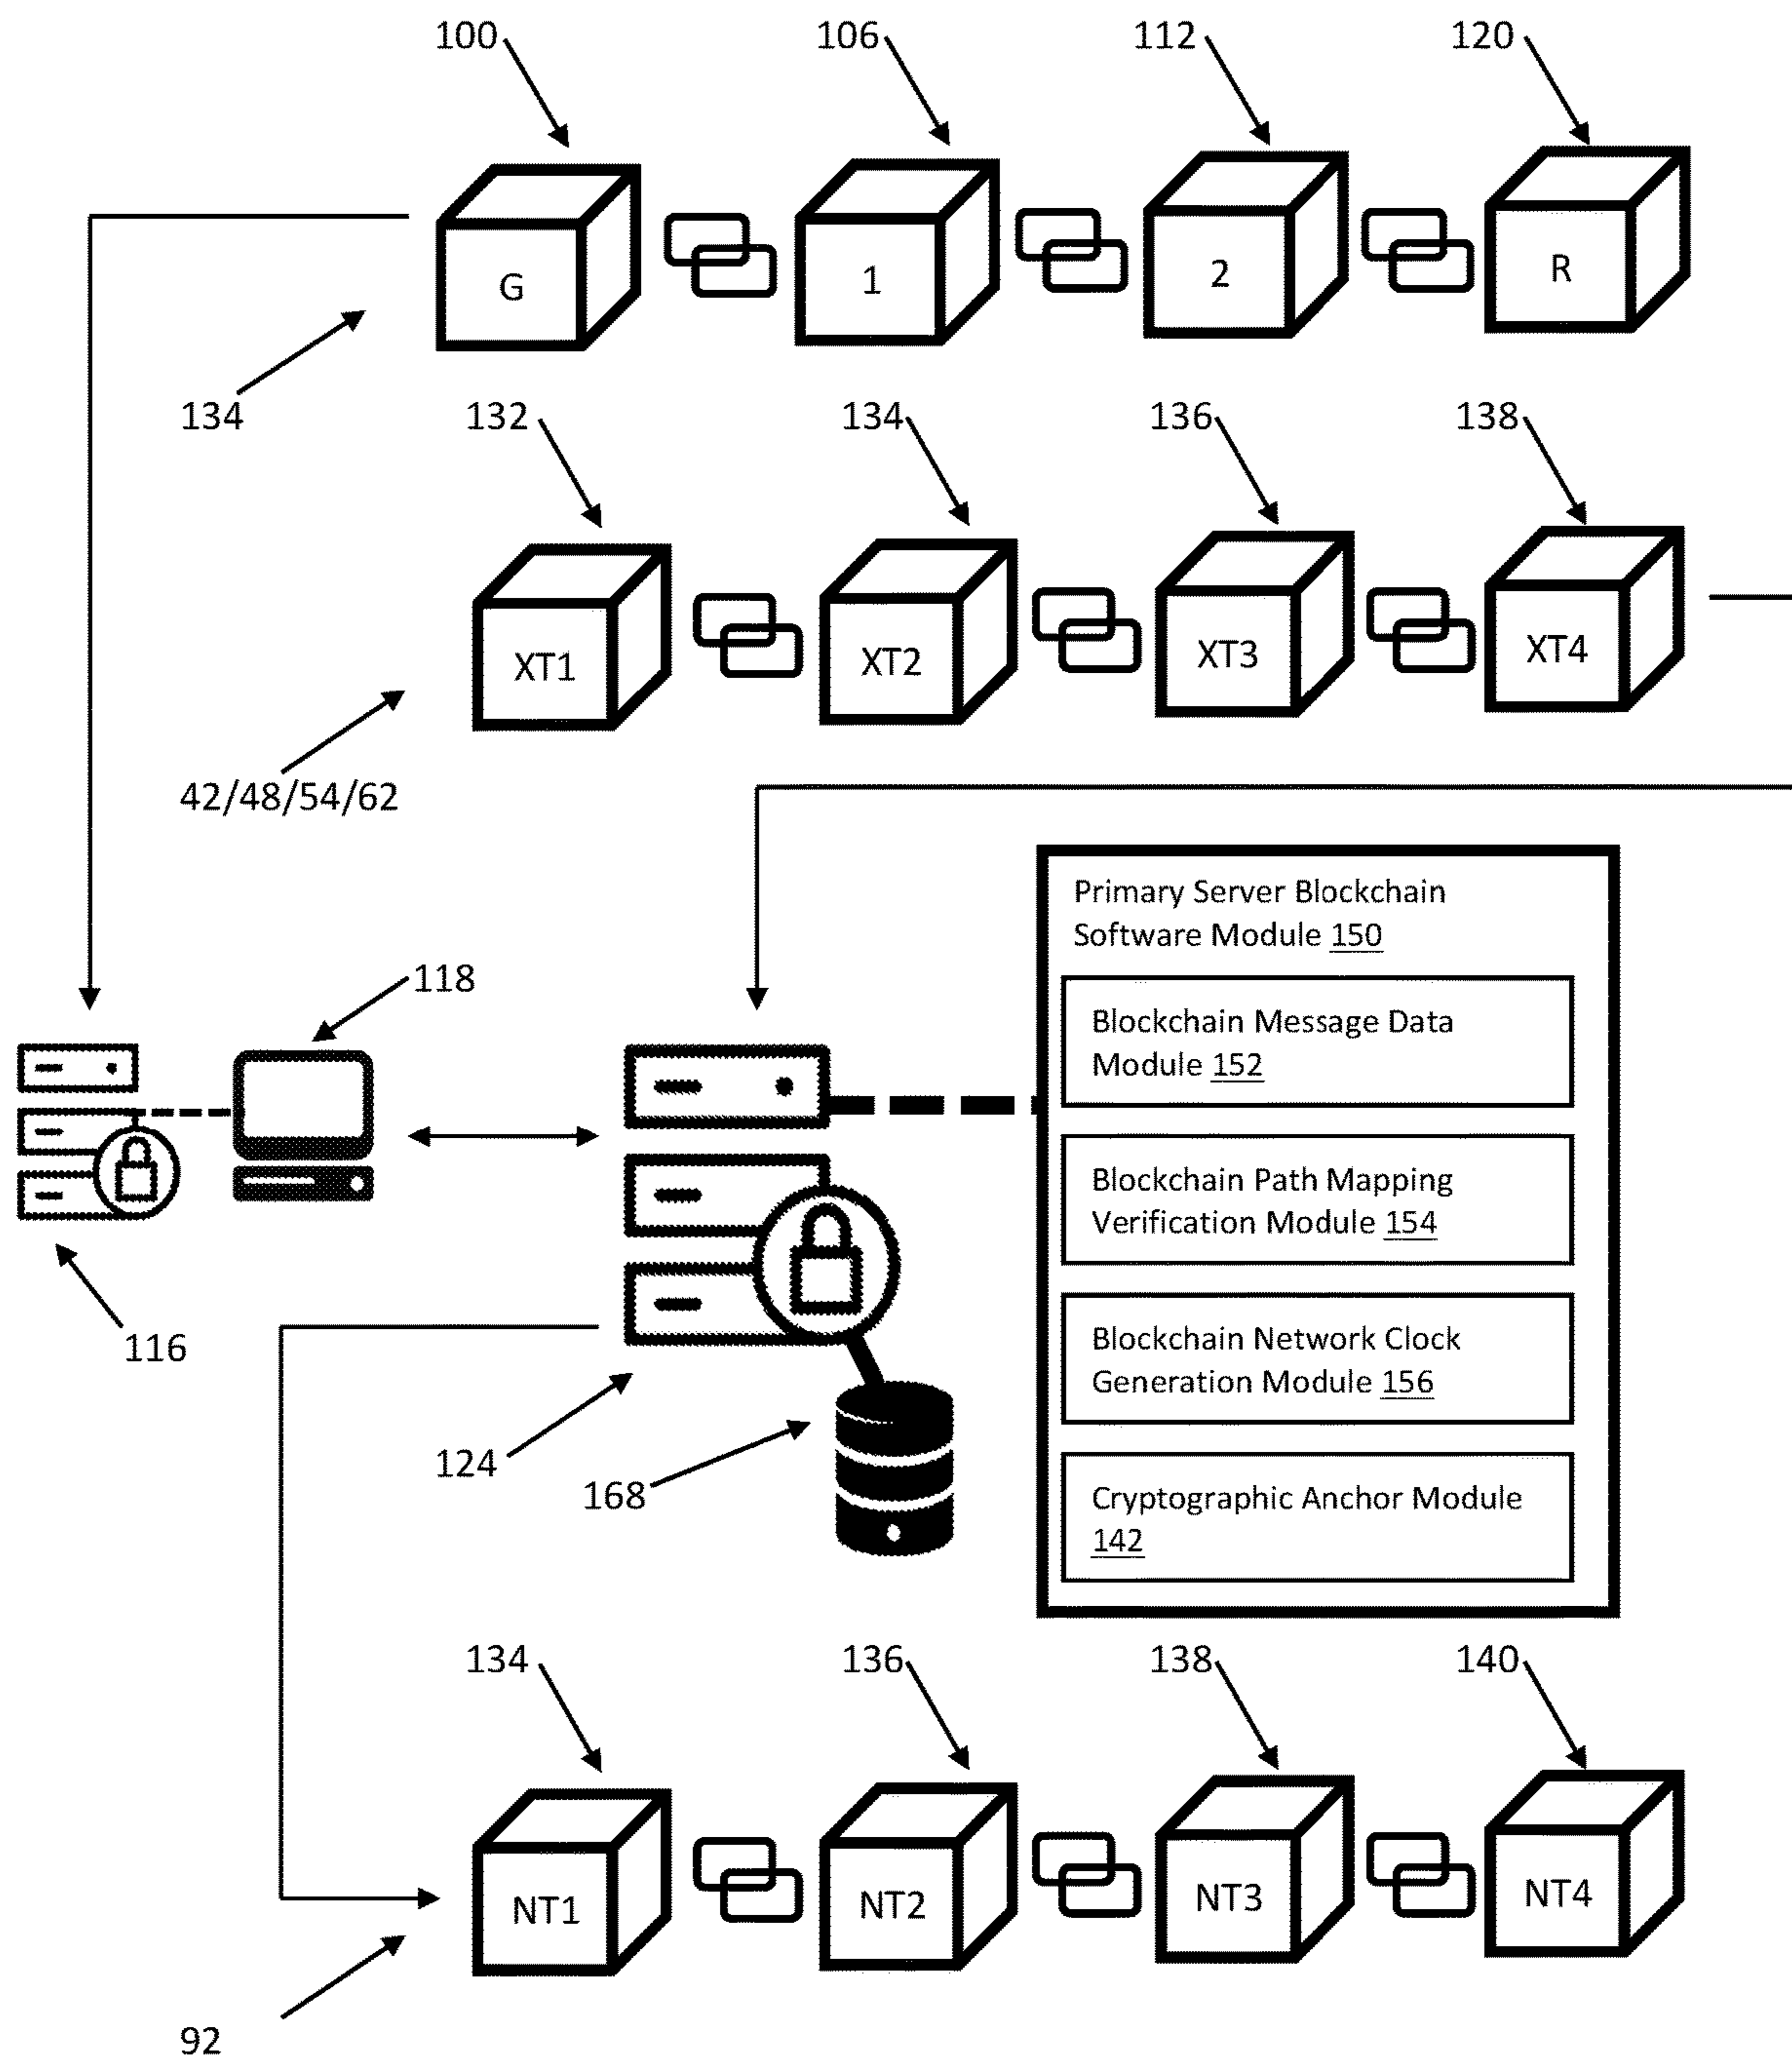 100
106
112
120
G
1
2
R
134
132
134
136
138
XT1
XT2
XT3
XT4
42/48/54/62
Primary Server Blockchain
Software Module 150
118
Blockchain Message Data
Module 152
Blockchain Path Mapping
Verification Module 154
116
Blockchain Network Clock
Generation Module 156
124
168
Cryptographic Anchor Module
142
134
136
138
140
NT1
NT2
NT3
NT4
92